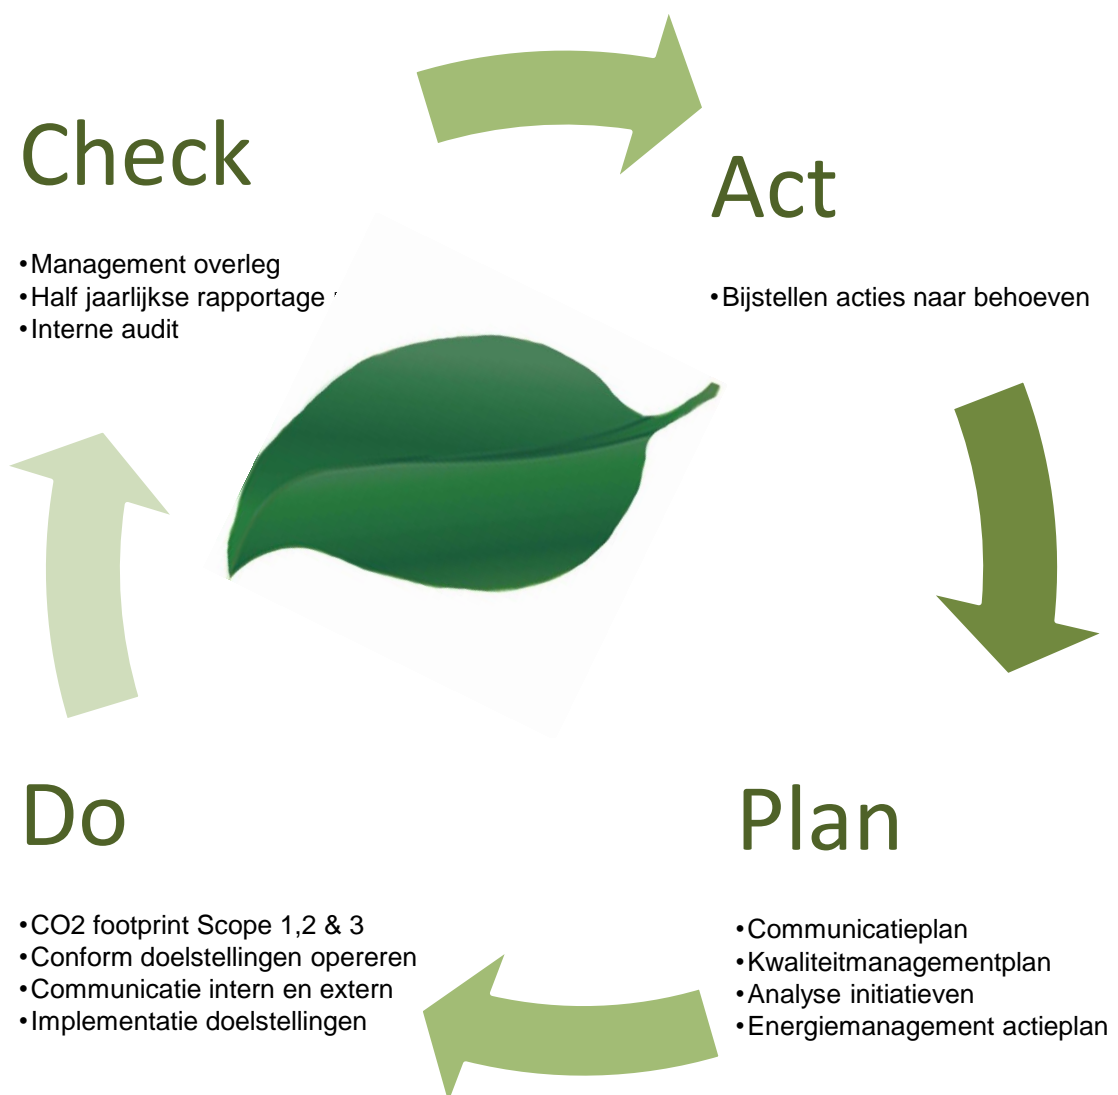 Check
•Management overleg
•Half jaarlijkse rapportage
•Interne audit
Act
•Bijstellen acties naar behoeven
Do
•CO2 footprint Scope 1,2 & 3
•Conform doelstellingen opereren
•Communicatie intern en extern
•Implementatie doelstellingen
Plan
•Communicatieplan
•Kwaliteitmanagementplan
•Analyse initiatieven
•Energiemanagement actieplan